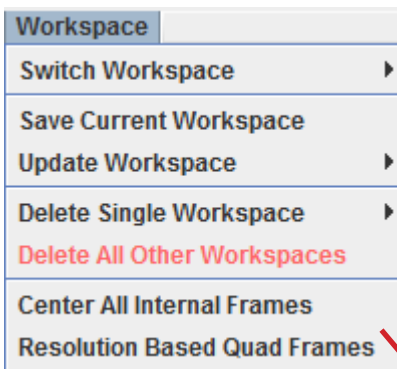 Workspace
Switch Workspace
Save Current Workspace
Update Workspace
Delete Single Workspace
Delete All Other Workspaces
Center All Internal Frames
Resolution Based Quad Frames